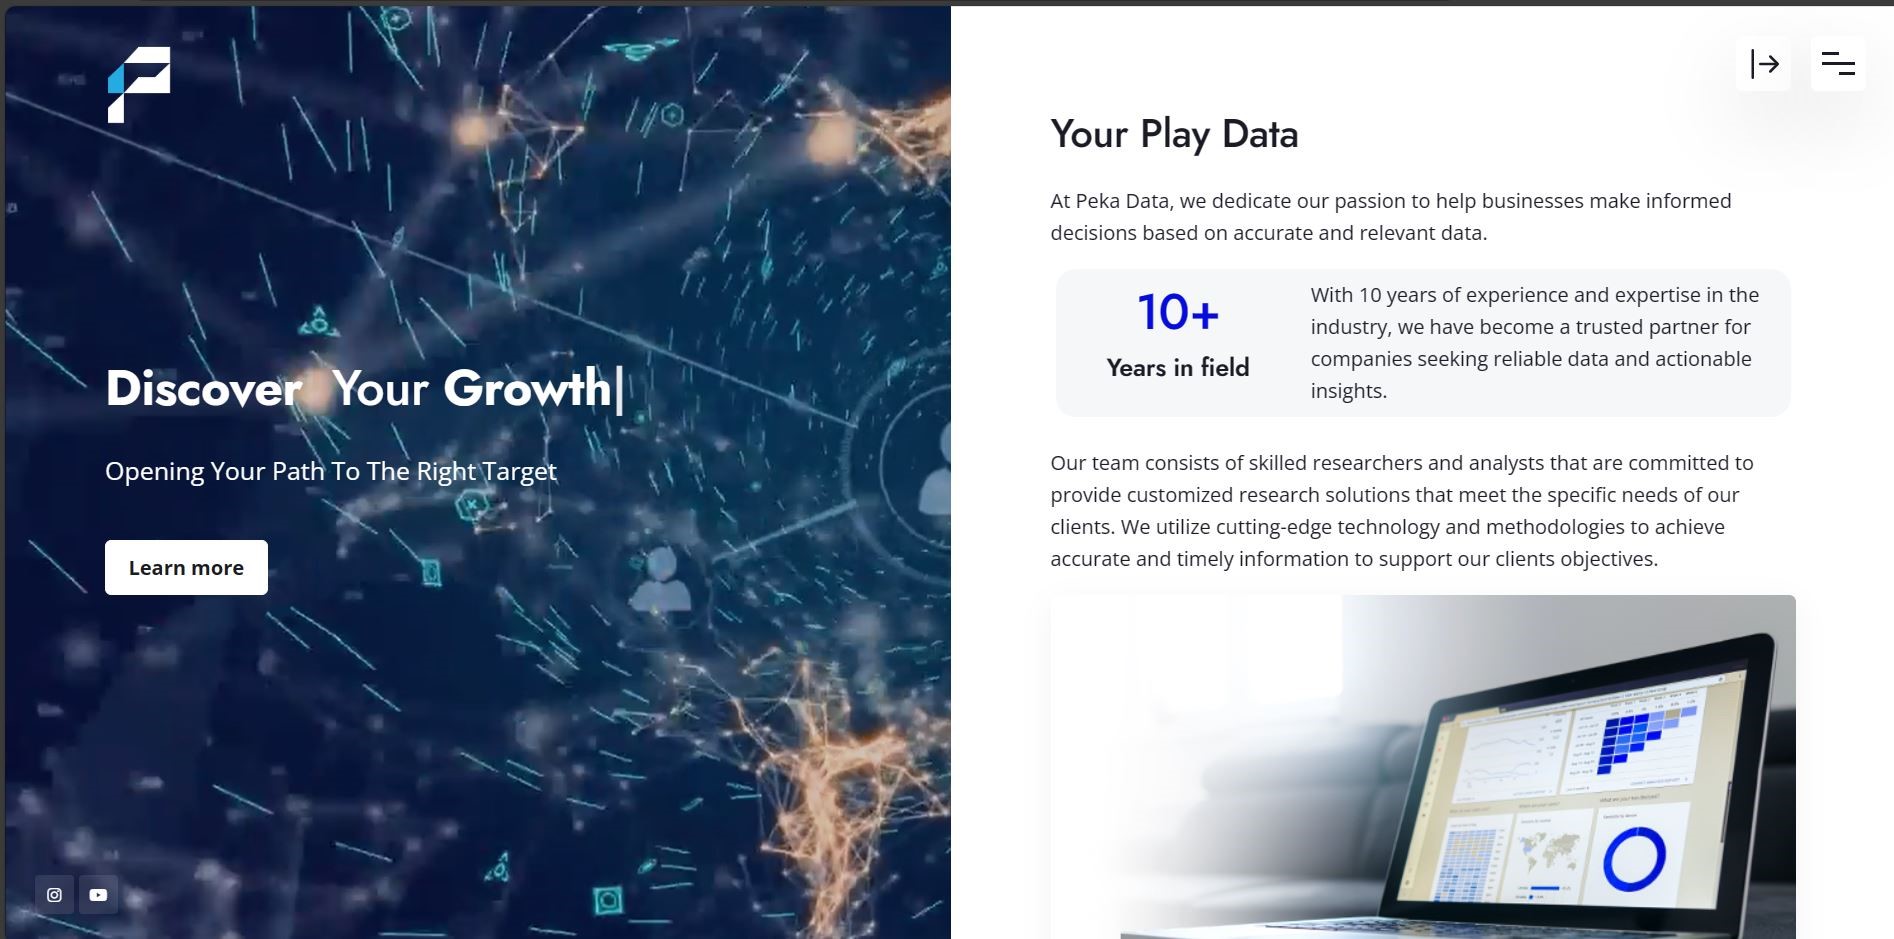 Discover Your Growth|
Opening Your Path To The Right Target
Learn more
Your Play Data
At Peka Data, we dedicate our passion to help businesses make informed
decisions based on accurate and relevant data.
10+
Years in field
With 10 years of experience and expertise in the
industry, we have become a trusted partner for
companies seeking reliable data and actionable
insights.
Our team consists of skilled researchers and analysts that are committed to
provide customized research solutions that meet the specific needs of our
clients. We utilize cutting-edge technology and methodologies to achieve
accurate and timely information to support our clients objectives.